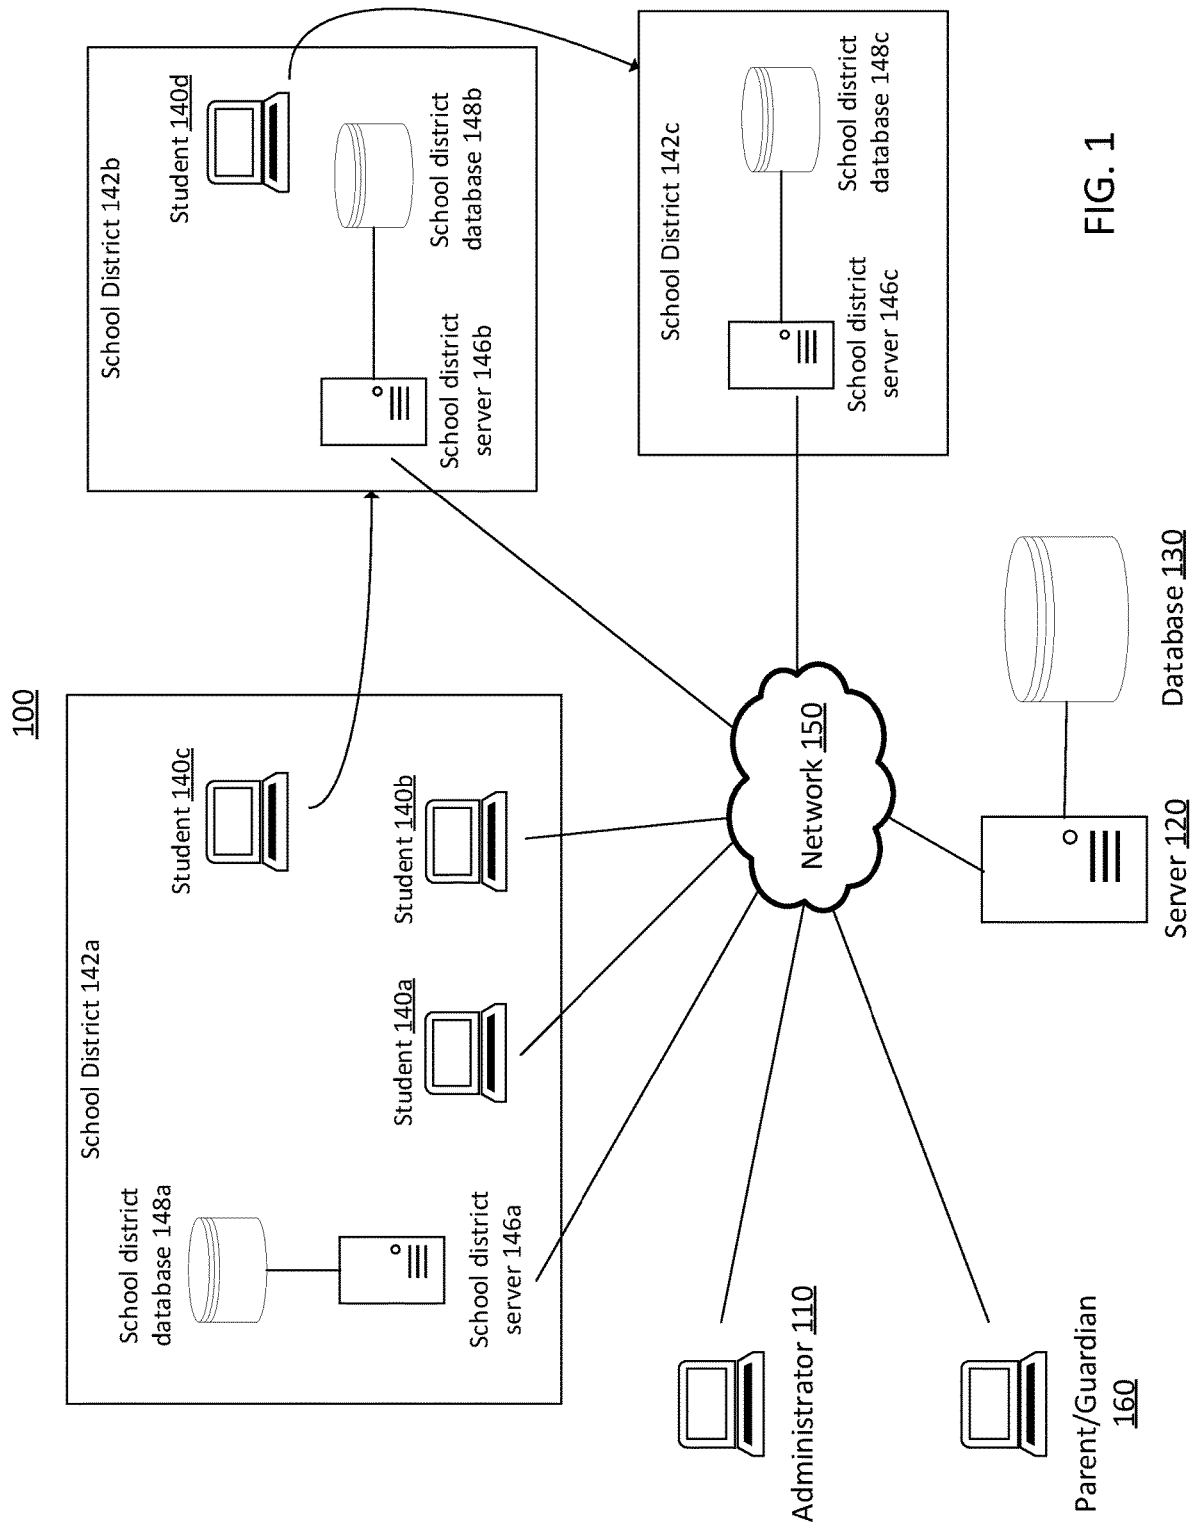 100
School District 142a
School district
database 148a
School district
server 146a
Student 140a
Student 140b
Student 140c
School District 142b
Student 140d
School district
server 146b
School district
database 148b
School District 142c
School district
server 146c
School district
database 148c
Network 150
Administrator 110
Parent/Guardian
160
Server 120
Database 130
FIG. 1